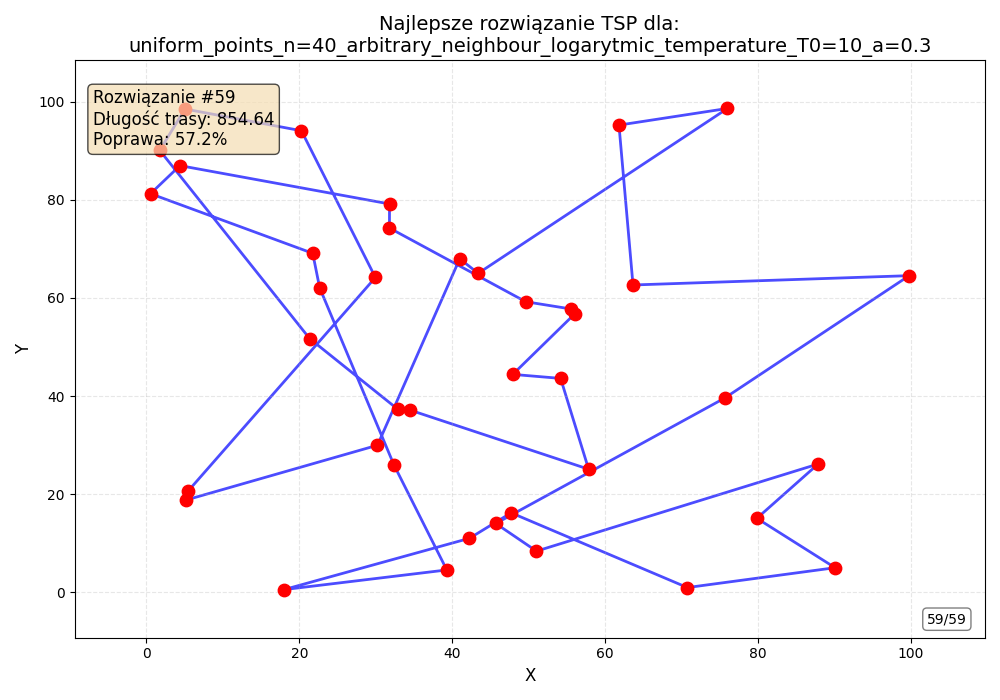 Najlepsze rozwiązanie TSP dla:
uniform_points_n=40_arbitrary_neighbour_logarytmic_temperature_T0=10_a=0.3
Rozwiązanie #59
Długość trasy: 854.64
Poprawa: 57.2%
100
80
60
40
20
0
Y
59/59
0 20 40 60 80 100
X